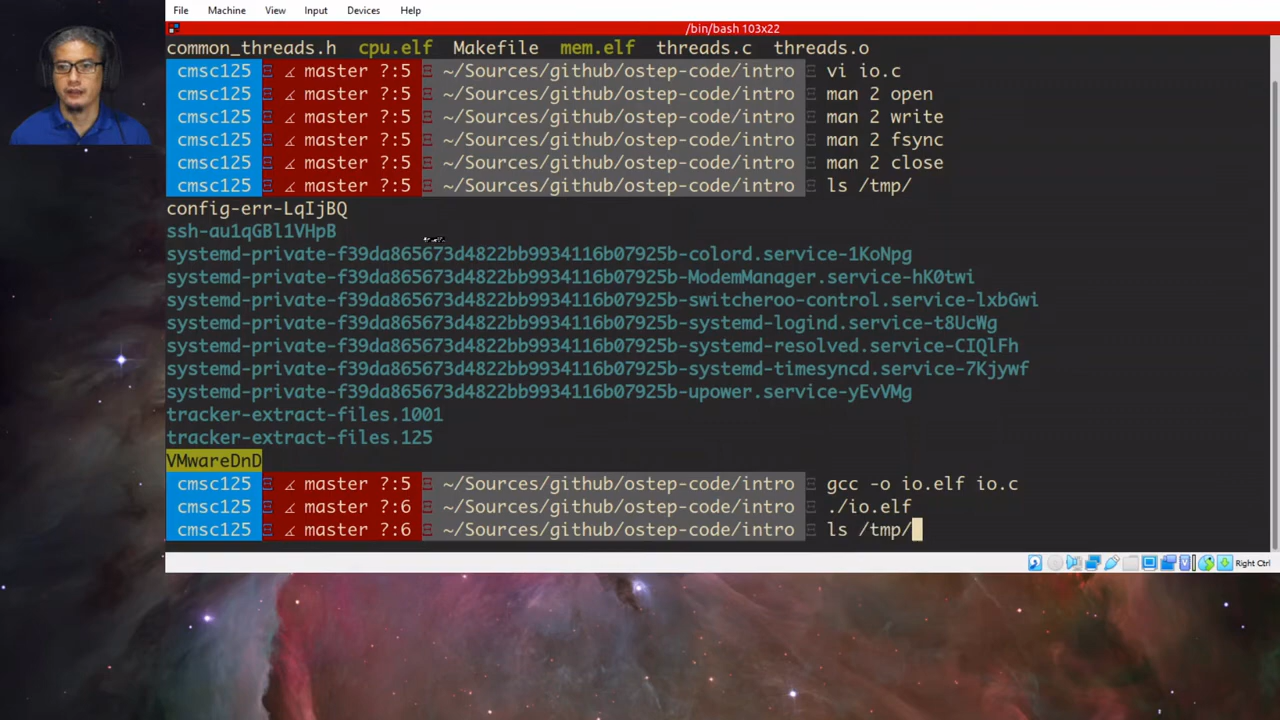 File Machine View Input Devices Help
/bin/bash 103x22
common_threads.h cpu.elf Makefile mem.elf threads.c threads.o
cmsc125 ∡ master ?:5 ~/Sources/github/ostep-code/intro vi io.c
cmsc125 ∡ master ?:5 ~/Sources/github/ostep-code/intro man 2 open
cmsc125 ∡ master ?:5 ~/Sources/github/ostep-code/intro man 2 write
cmsc125 ∡ master ?:5 ~/Sources/github/ostep-code/intro man 2 fsync
cmsc125 ∡ master ?:5 ~/Sources/github/ostep-code/intro man 2 close
cmsc125 ∡ master ?:5 ~/Sources/github/ostep-code/intro ls /tmp/
config-err-LqIjBQ
ssh-au1qGBl1VHpB
systemd-private-f39da865673d4822bb9934116b07925b-colord.service-1KoNpg
systemd-private-f39da865673d4822bb9934116b07925b-ModemManager.service-hK0twi
systemd-private-f39da865673d4822bb9934116b07925b-switcheroo-control.service-lxbGwi
systemd-private-f39da865673d4822bb9934116b07925b-systemd-logind.service-t8UcWg
systemd-private-f39da865673d4822bb9934116b07925b-systemd-resolved.service-CIQlFh
systemd-private-f39da865673d4822bb9934116b07925b-systemd-timesyncd.service-7Kjywf
systemd-private-f39da865673d4822bb9934116b07925b-upower.service-yEvVMg
tracker-extract-files.1001
tracker-extract-files.125
VMwareDnD
cmsc125 ∡ master ?:5 ~/Sources/github/ostep-code/intro gcc -o io.elf io.c
cmsc125 ∡ master ?:6 ~/Sources/github/ostep-code/intro ./io.elf
cmsc125 ∡ master ?:6 ~/Sources/github/ostep-code/intro ls /tmp/
Right Ctrl